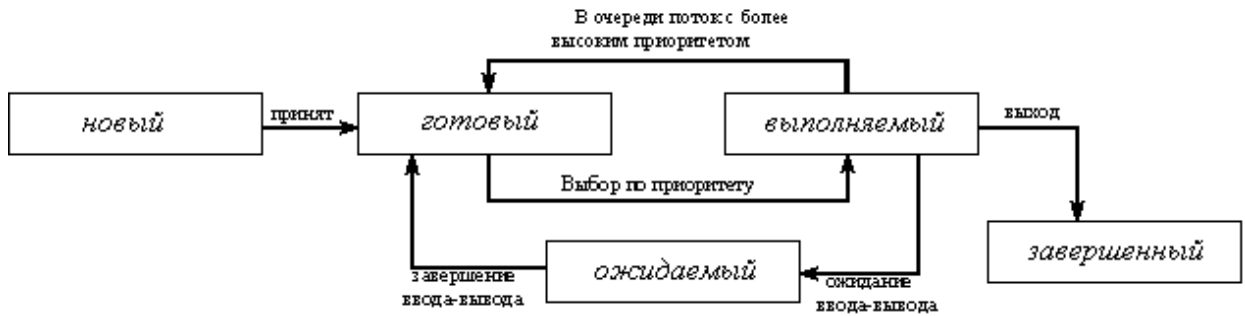 В очереди поток с более
высоким приоритетом
новый
принят
готовый
выполняемый
выход
Выбор по приоритету
завершенный
ожидаемый
завершение
ввода-вывода
ожидание
ввода-вывода